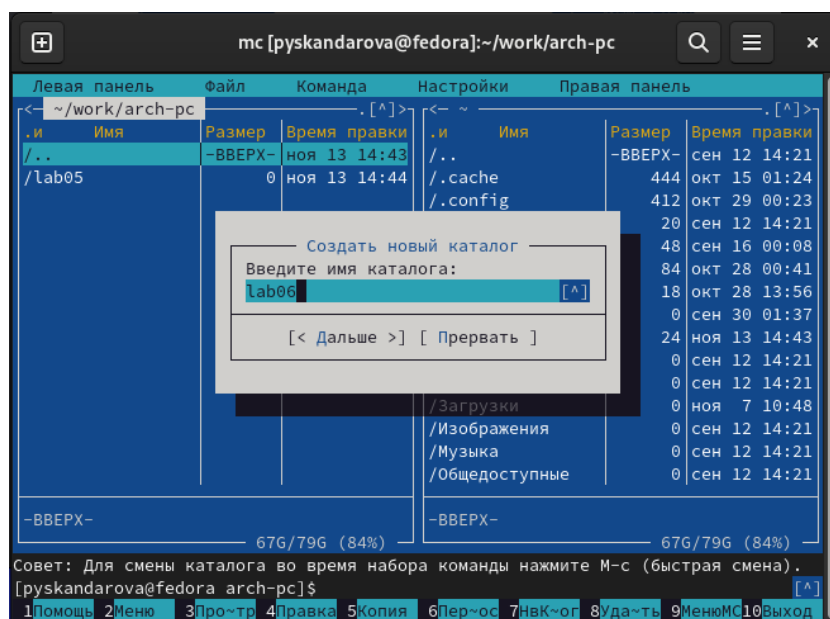 mc [pyskandarova@fedora]:~/work/arch-pc
Левая панель Файл Команда Настройки Правая панель
<— ~/work/arch-pc .[^]>
.и Имя Размер Время правки
/.. -ВВЕРХ- ноя 13 14:43
/lab05 0 ноя 13 14:44
-ВВЕРХ-
67G/79G (84%)
<— ~ .[^]>
.и Имя Размер Время правки
/.. -ВВЕРХ- сен 12 14:21
/.cache 444 окт 15 01:24
/.config 412 окт 29 00:23
20 сен 12 14:21
48 сен 16 00:08
84 окт 28 00:41
18 окт 28 13:56
0 сен 30 01:37
24 ноя 13 14:43
0 сен 12 14:21
0 сен 12 14:21
/Загрузки 0 ноя 7 10:48
/Изображения 0 сен 12 14:21
/Музыка 0 сен 12 14:21
/Общедоступные 0 сен 12 14:21
-ВВЕРХ-
67G/79G (84%)
Создать новый каталог
Введите имя каталога:
lab06 [^]
[< Дальше >] [ Прервать ]
Совет: Для смены каталога во время набора команды нажмите M-c (быстрая смена).
[pyskandarova@fedora arch-pc]$ [^]
1Помощь 2Меню 3Про~тр 4Правка 5Копия 6Пер~ос 7НвК~ог 8Уда~ть 9МенюMC 10Выход